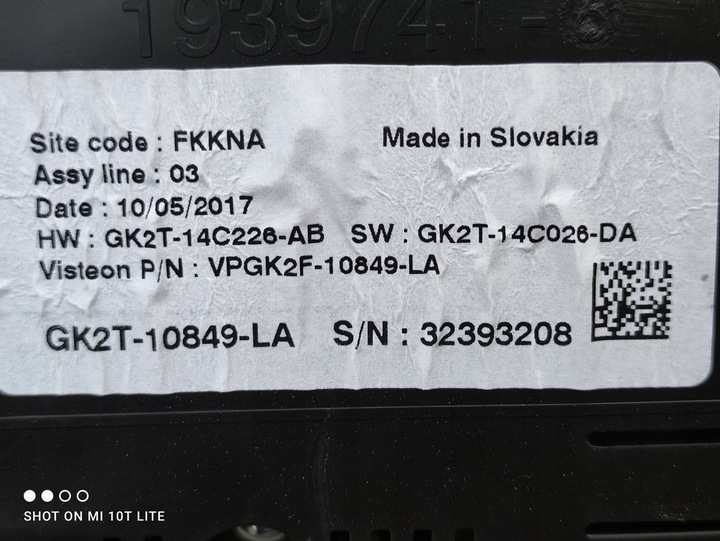 1939741-
Site code : FKKNA Made in Slovakia
Assy line : 03
Date : 10/05/2017
HW : GK2T-14C226-AB SW : GK2T-14C026-DA
Visteon P/N : VPGK2F-10849-LA
GK2T-10849-LA S/N : 32393208
SHOT ON MI 10T LITE